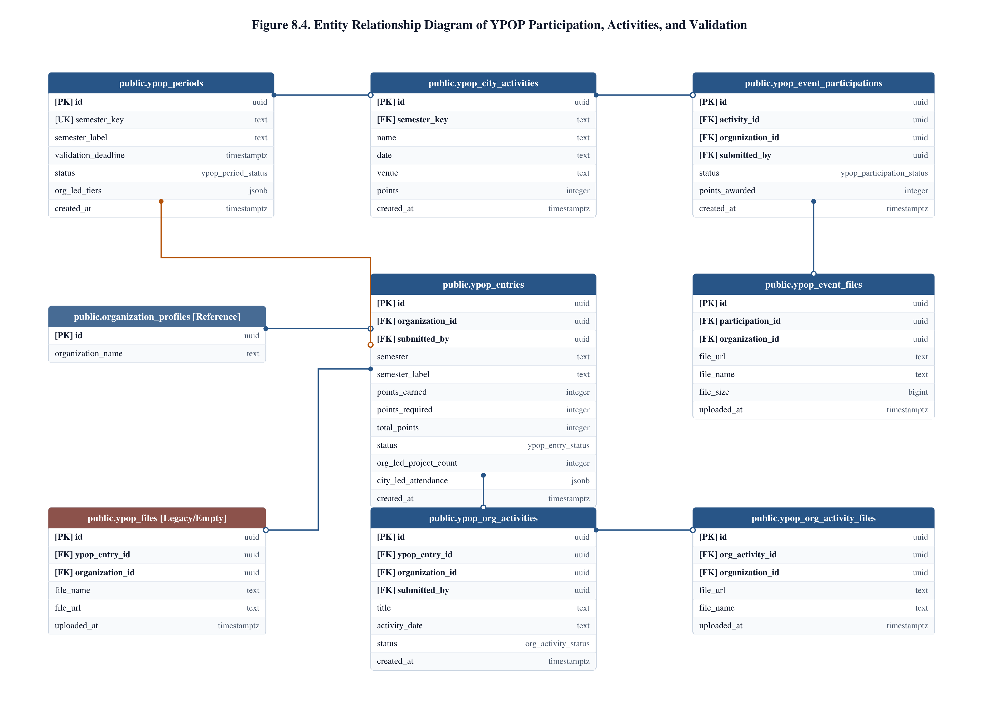 Figure 8.4. Entity Relationship Diagram of YPOP Participation, Activities, and Validation
public.ypop_periods
[PK] id uuid
[UK] semester_key text
semester_label text
validation_deadline timestamptz
status ypop_period_status
org_led_tiers jsonb
created_at timestamptz
public.ypop_city_activities
[PK] id uuid
[FK] semester_key text
name text
date text
venue text
points integer
created_at timestamptz
public.ypop_event_participations
[PK] id uuid
[FK] activity_id uuid
[FK] organization_id uuid
[FK] submitted_by uuid
status ypop_participation_status
points_awarded integer
created_at timestamptz
public.organization_profiles [Reference]
[PK] id uuid
organization_name text
public.ypop_entries
[PK] id uuid
[FK] organization_id uuid
[FK] submitted_by uuid
semester text
semester_label text
points_earned integer
points_required integer
total_points integer
status ypop_entry_status
org_led_project_count integer
city_led_attendance jsonb
created_at timestamptz
public.ypop_event_files
[PK] id uuid
[FK] participation_id uuid
[FK] organization_id uuid
file_url text
file_name text
file_size bigint
uploaded_at timestamptz
public.ypop_files [Legacy/Empty]
[PK] id uuid
[FK] ypop_entry_id uuid
[FK] organization_id uuid
file_name text
file_url text
uploaded_at timestamptz
public.ypop_org_activities
[PK] id uuid
[FK] ypop_entry_id uuid
[FK] organization_id uuid
[FK] submitted_by uuid
title text
activity_date text
status org_activity_status
created_at timestamptz
public.ypop_org_activity_files
[PK] id uuid
[FK] org_activity_id uuid
[FK] organization_id uuid
file_url text
file_name text
uploaded_at timestamptz